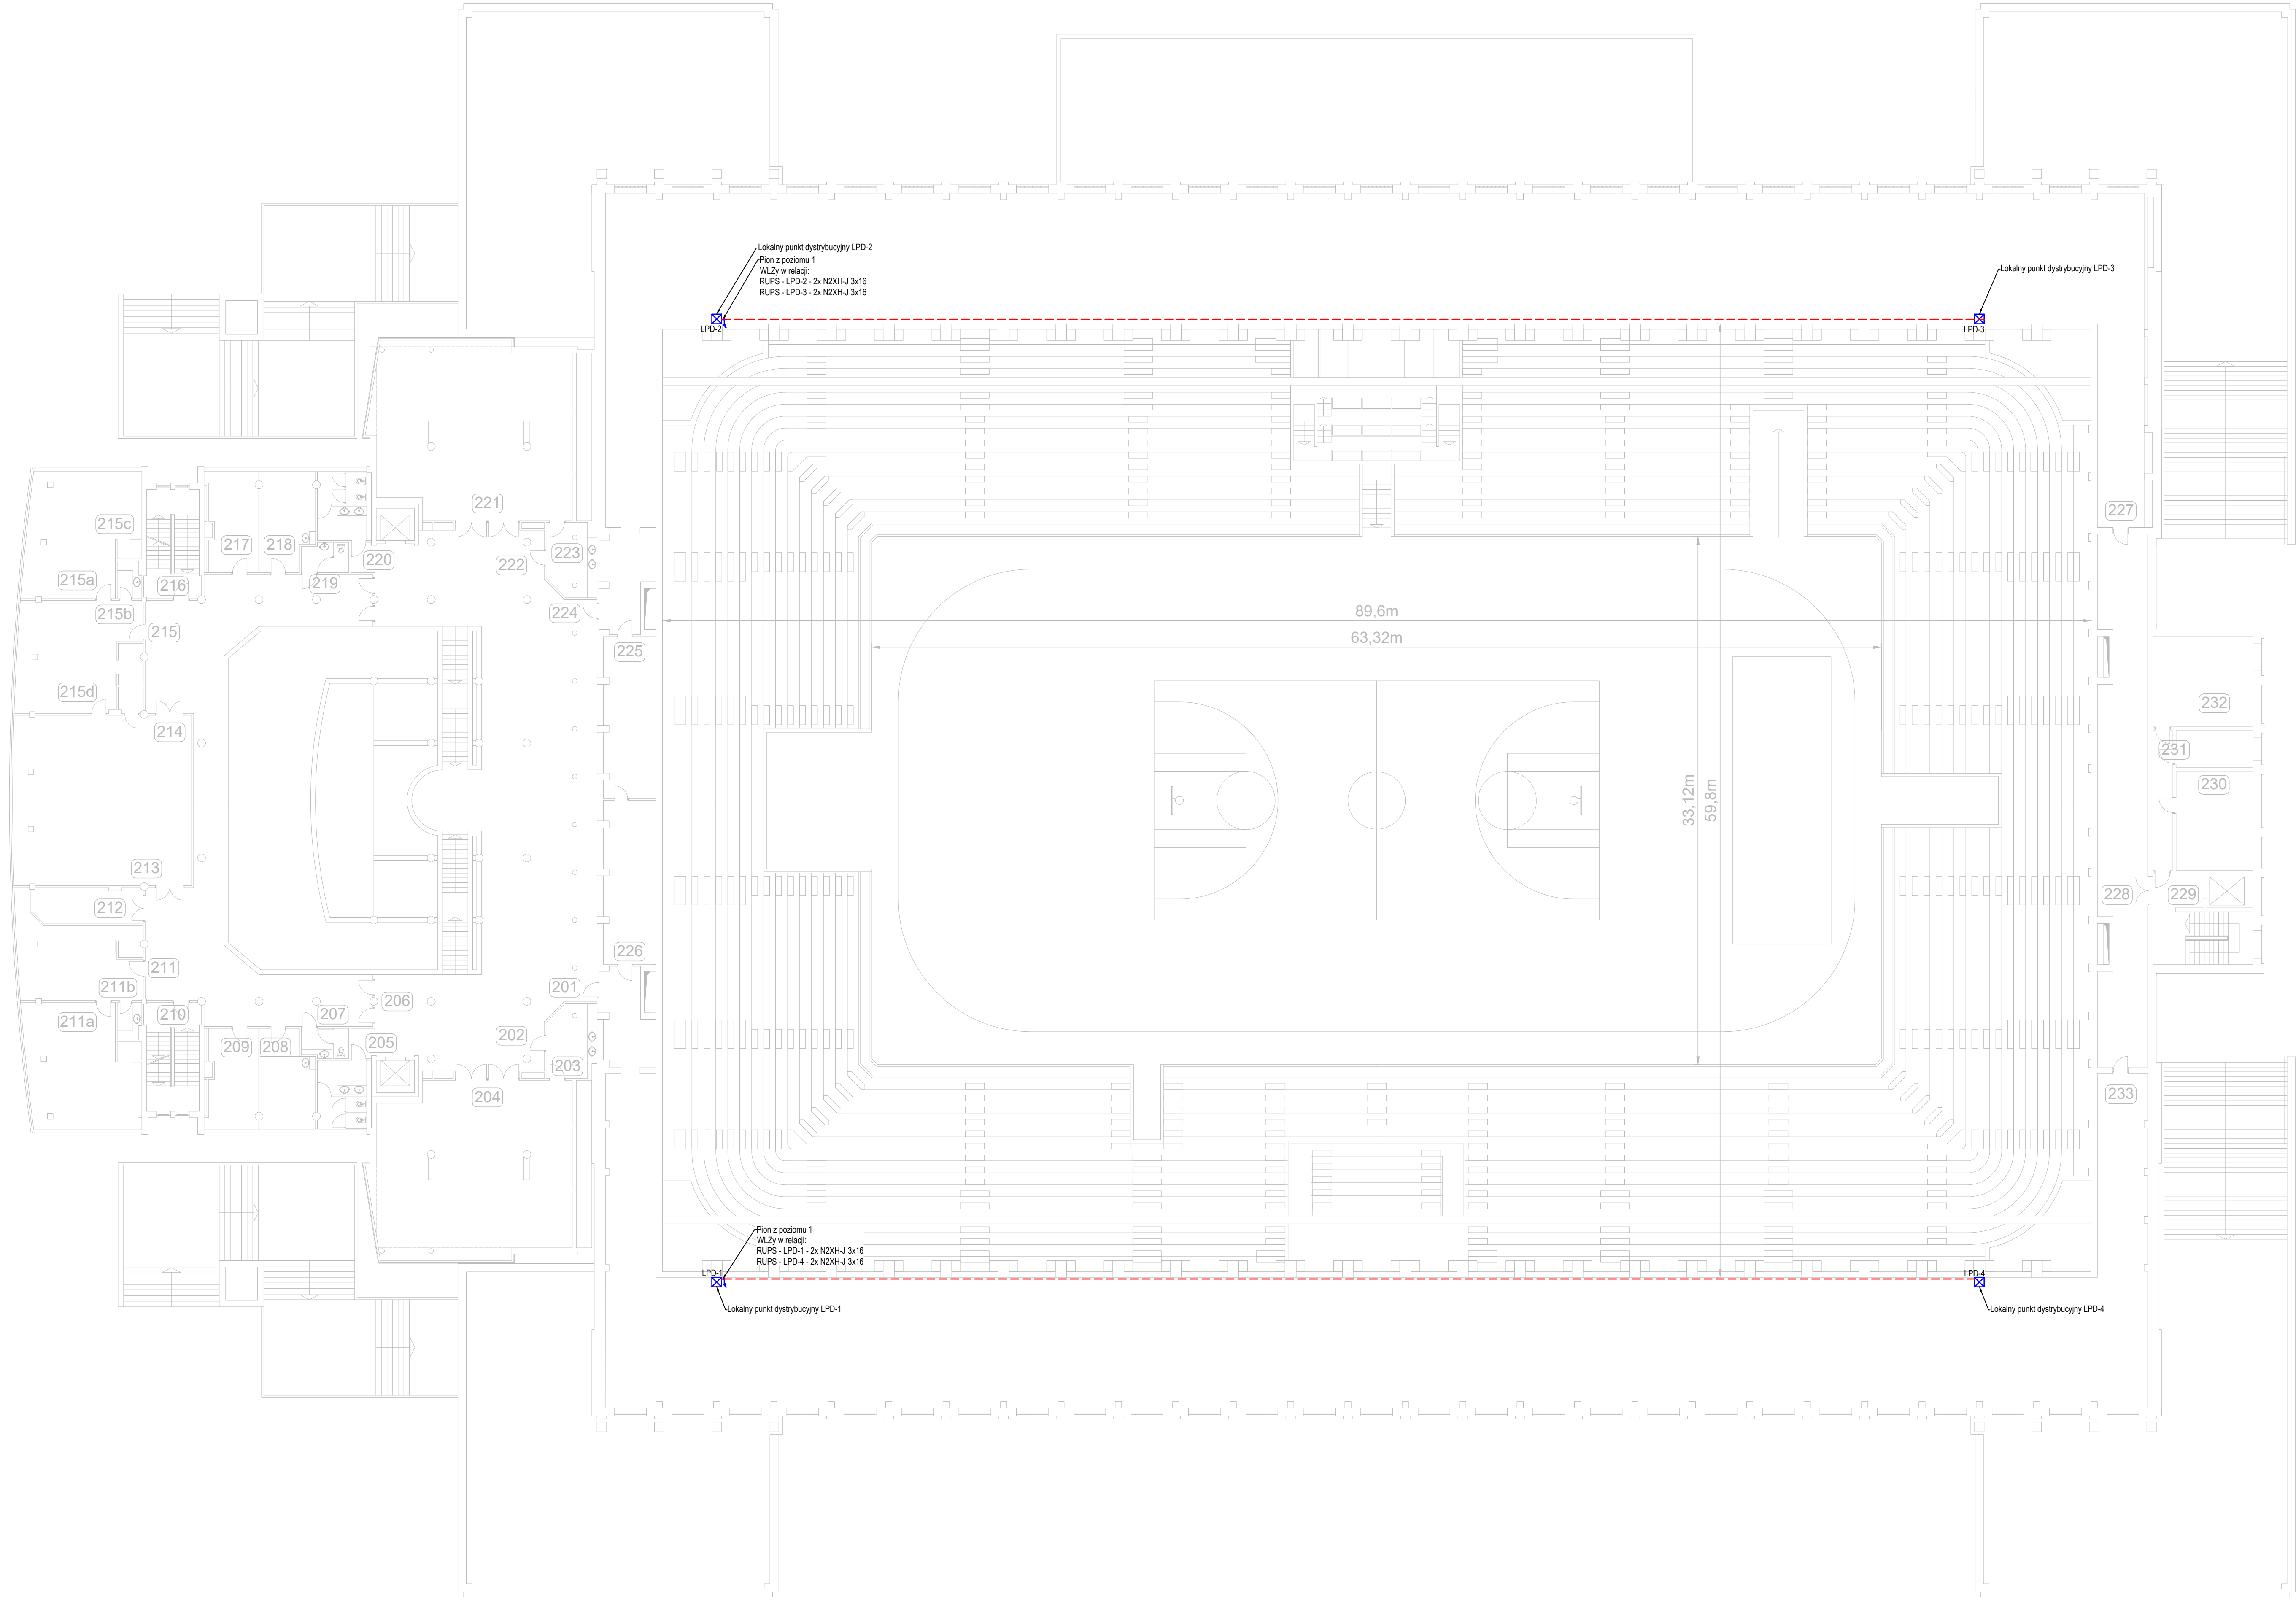 Lokalny punkt dystrybucyjny LPD-2
Pion z poziomu 1
WLZy w relacji:
RUPS - LPD-2 - 2x N2XH-J 3x16
RUPS - LPD-3 - 2x N2XH-J 3x16
LPD-2
Lokalny punkt dystrybucyjny LPD-3
LPD-3
221
215c
217
218
220
222
223
227
215a
216
219
215b
224
215
225
89,6m
63,32m
215d
214
232
231
230
33,12m
59,8m
213
212
228
229
226
211
211b
201
211a
210
207
206
209
208
205
202
203
204
233
Pion z poziomu 1
WLZy w relacji:
RUPS - LPD-1 - 2x N2XH-J 3x16
RUPS - LPD-4 - 2x N2XH-J 3x16
LPD-1
Lokalny punkt dystrybucyjny LPD-1
LPD-4
Lokalny punkt dystrybucyjny LPD-4